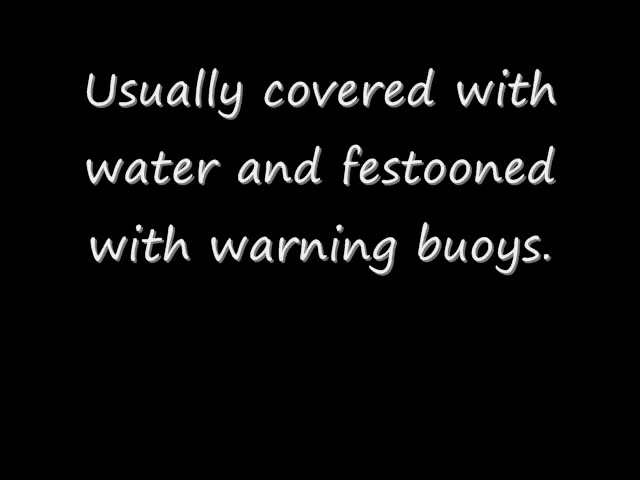 Usually covered with
water and festooned
with warning buoys.